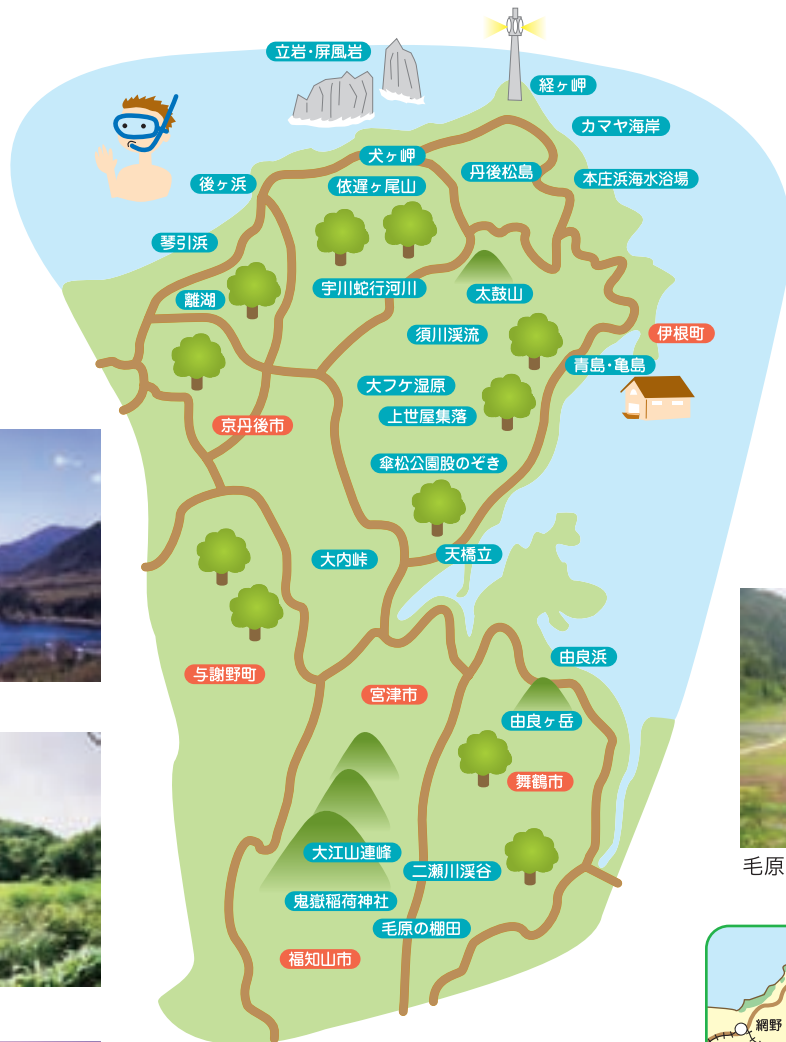 立岩・屏風岩
経ヶ岬
カマヤ海岸
犬ヶ岬
丹後松島
本庄浜海水浴場
後ヶ浜
依遅ヶ尾山
琴引浜
離湖
宇川蛇行河川
太鼓山
須川渓流
伊根町
青島・亀島
大フケ湿原
上世屋集落
京丹後市
傘松公園股のぞき
大内峠
天橋立
由良浜
与謝野町
宮津市
由良ヶ岳
舞鶴市
大江山連峰
二瀬川渓谷
毛原
鬼嶽稲荷神社
毛原の棚田
福知山市
網野